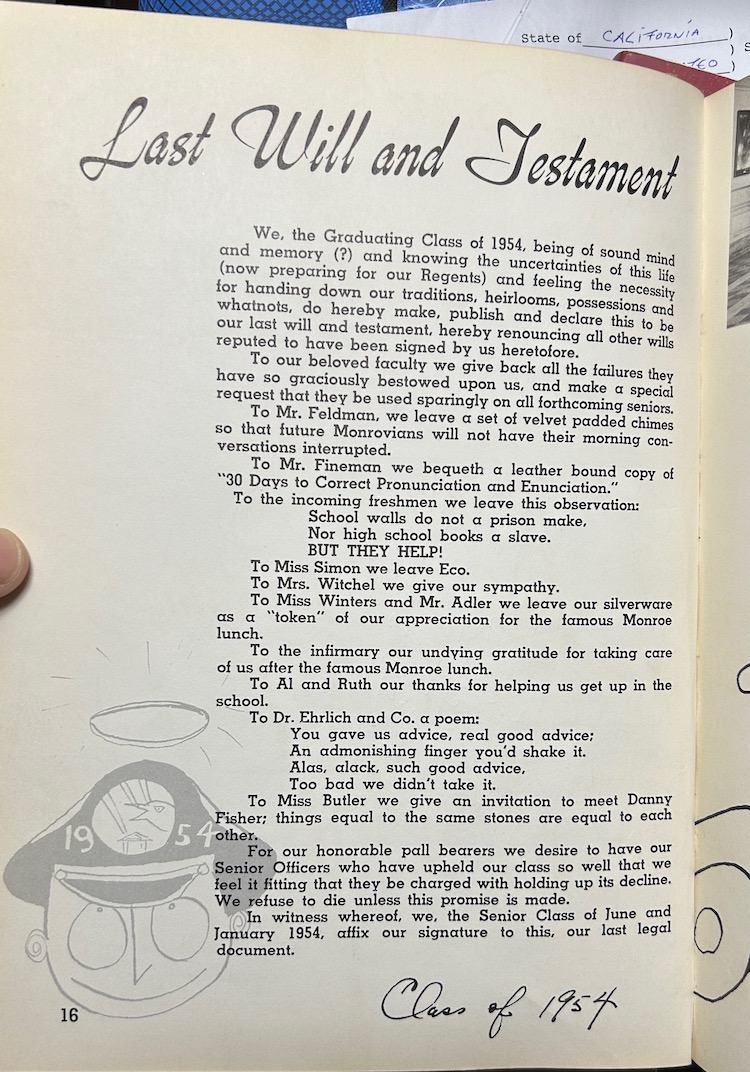 State of CALIFORNIA )
)
)
Last Will and Testament
We, the Graduating Class of 1954, being of sound mind
and memory (?) and knowing the uncertainties of this life
(now preparing for our Regents) and feeling the necessity
for handing down our traditions, heirlooms, possessions and
whatnots, do hereby make, publish and declare this to be
our last will and testament, hereby renouncing all other wills
reputed to have been signed by us heretofore.
To our beloved faculty we give back all the failures they
have so graciously bestowed upon us, and make a special
request that they be used sparingly on all forthcoming seniors.
To Mr. Feldman, we leave a set of velvet padded chimes
so that future Monrovians will not have their morning con-
versations interrupted.
To Mr. Fineman we bequeth a leather bound copy of
"30 Days to Correct Pronunciation and Enunciation."
To the incoming freshmen we leave this observation:
School walls do not a prison make,
Nor high school books a slave.
BUT THEY HELP!
To Miss Simon we leave Eco.
To Mrs. Witchel we give our sympathy.
To Miss Winters and Mr. Adler we leave our silverware
as a "token" of our appreciation for the famous Monroe
lunch.
To the infirmary our undying gratitude for taking care
of us after the famous Monroe lunch.
To Al and Ruth our thanks for helping us get up in the
school.
To Dr. Ehrlich and Co. a poem:
You gave us advice, real good advice;
An admonishing finger you'd shake it.
Alas, alack, such good advice,
Too bad we didn't take it.
To Miss Butler we give an invitation to meet Danny
Fisher; things equal to the same stones are equal to each
other.
For our honorable pall bearers we desire to have our
Senior Officers who have upheld our class so well that we
feel it fitting that they be charged with holding up its decline.
We refuse to die unless this promise is made.
In witness whereof, we, the Senior Class of June and
January 1954, affix our signature to this, our last legal
document.
1954
Class of 1954
16